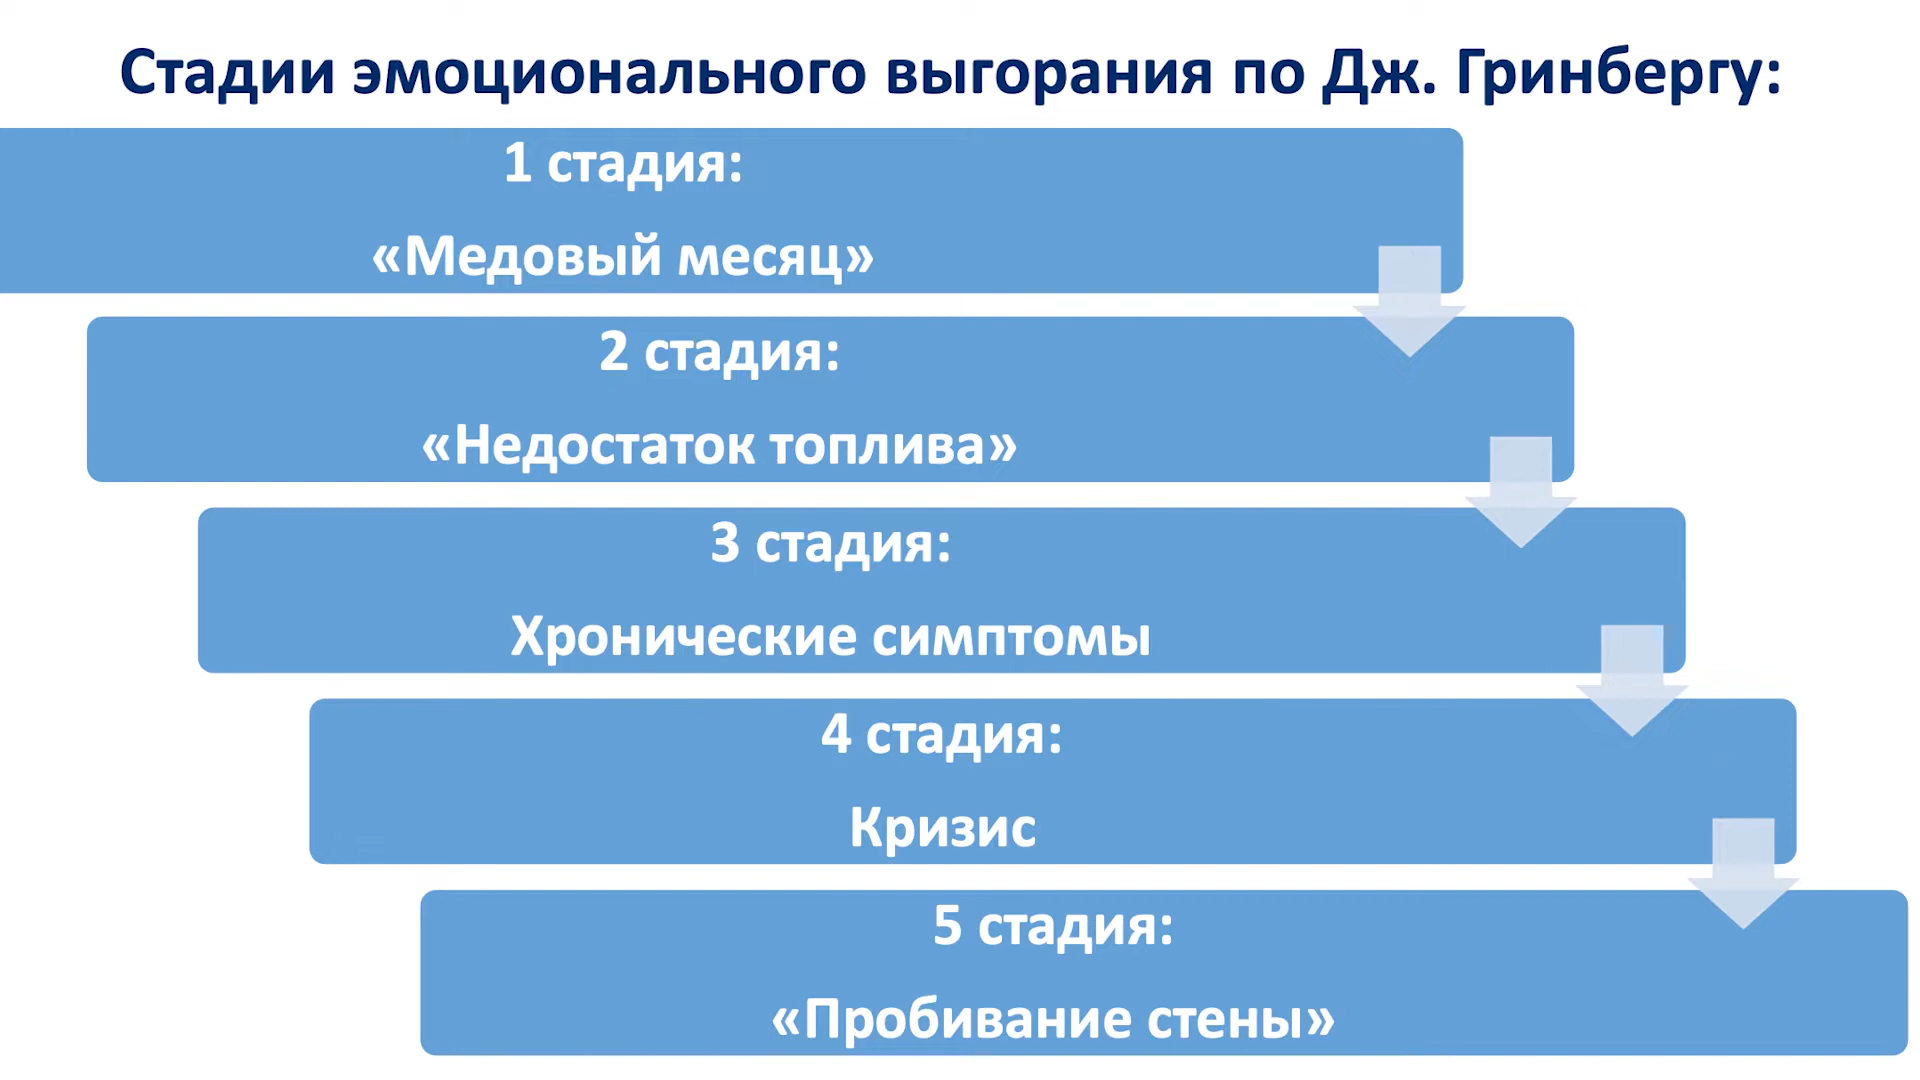 Стадии эмоционального выгорания по Дж. Гринбергу:
1 стадия:
«Медовый месяц»
2 стадия:
«Недостаток топлива»
3 стадия:
Хронические симптомы
4 стадия:
Кризис
5 стадия:
«Пробивание стены»